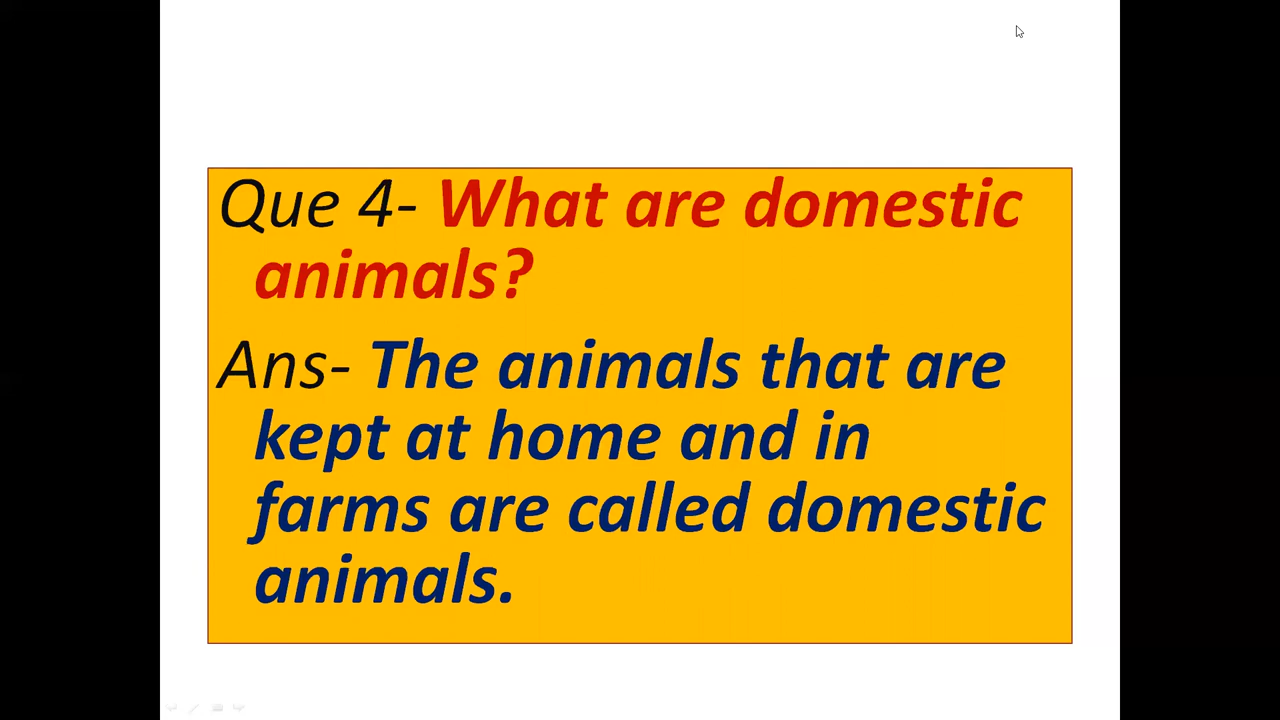 Que 4- What are domestic
animals?
Ans- The animals that are
kept at home and in
farms are called domestic
animals.